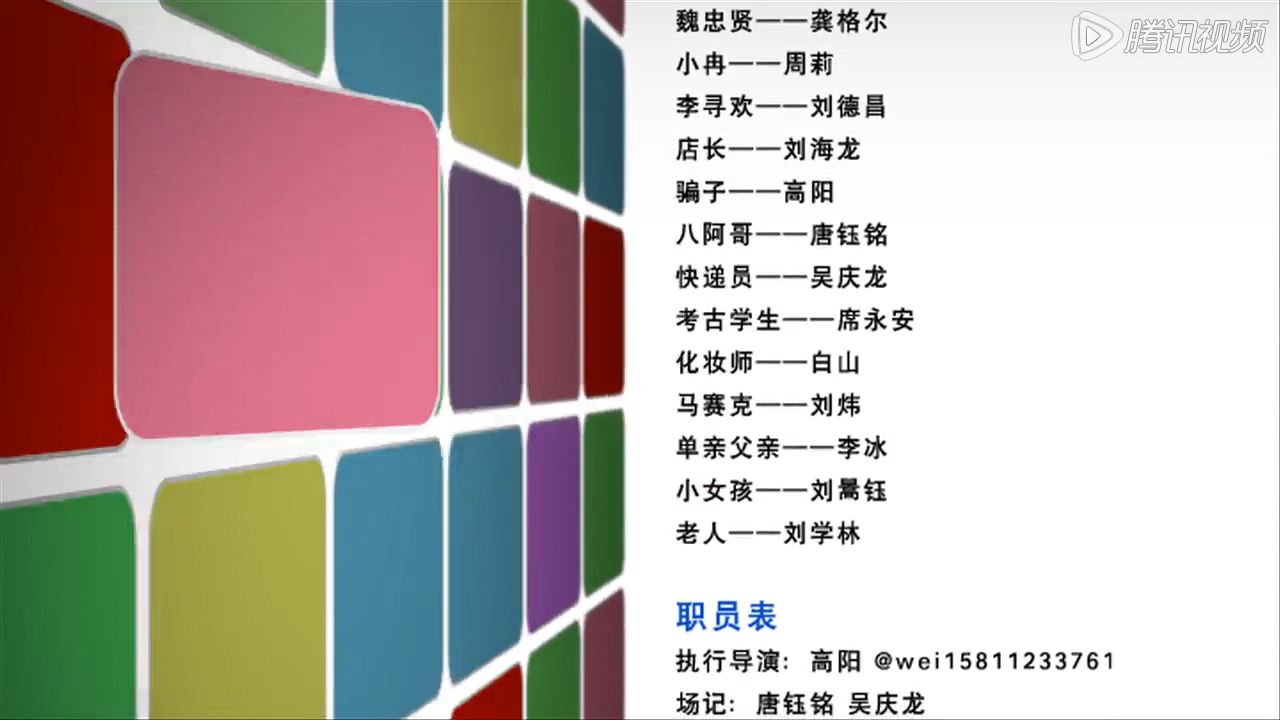 腾讯视频
魏忠贤——龚格尔
小冉——周莉
李寻欢——刘德昌
店长——刘海龙
骗子——高阳
八阿哥——唐钰铭
快递员——吴庆龙
考古学生——席永安
化妆师——白山
马赛克——刘炜
单亲父亲——李冰
小女孩——刘暠钰
老人——刘学林
职员表
执行导演: 高阳 @wei15811233761
场记: 唐钰铭 吴庆龙